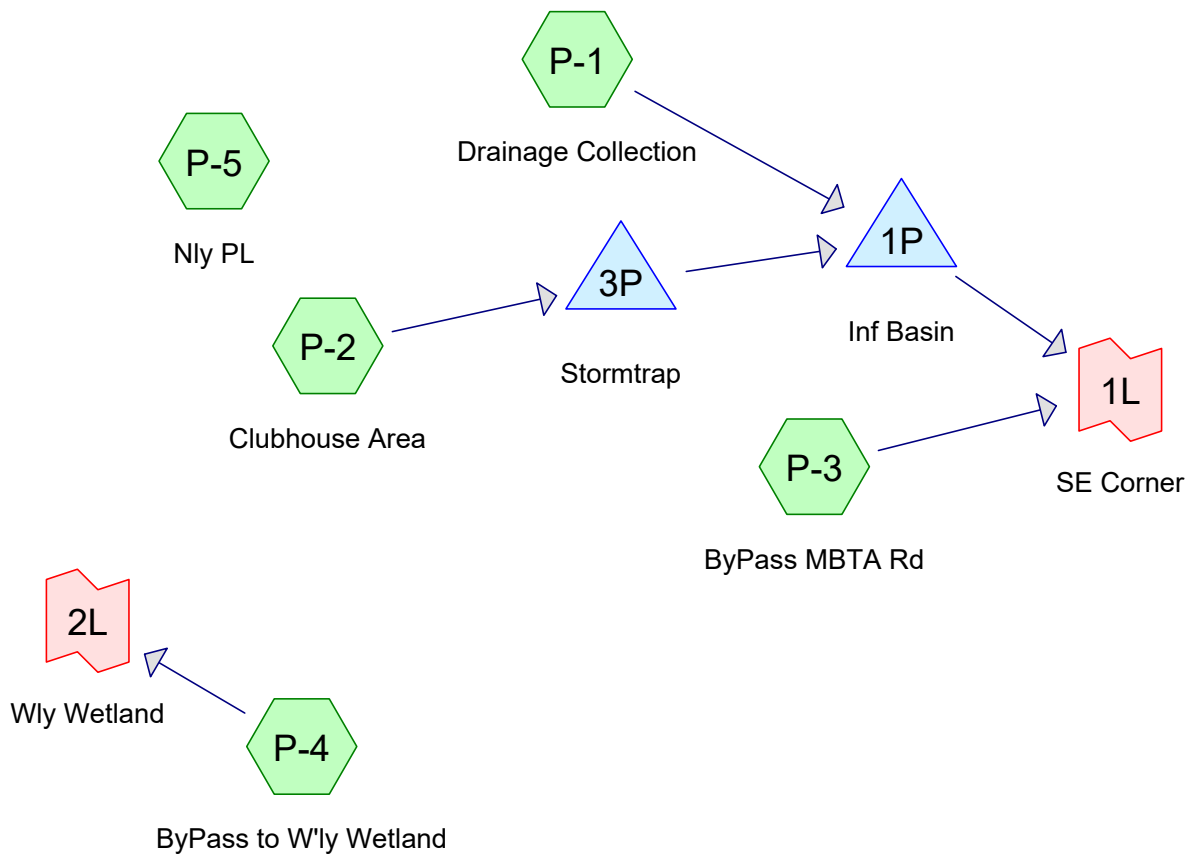 P-1
Drainage Collection
P-5
Nly PL
1P
Inf Basin
3P
Stormtrap
P-2
Clubhouse Area
1L
SE Corner
P-3
ByPass MBTA Rd
2L
Wly Wetland
P-4
ByPass to W'ly Wetland